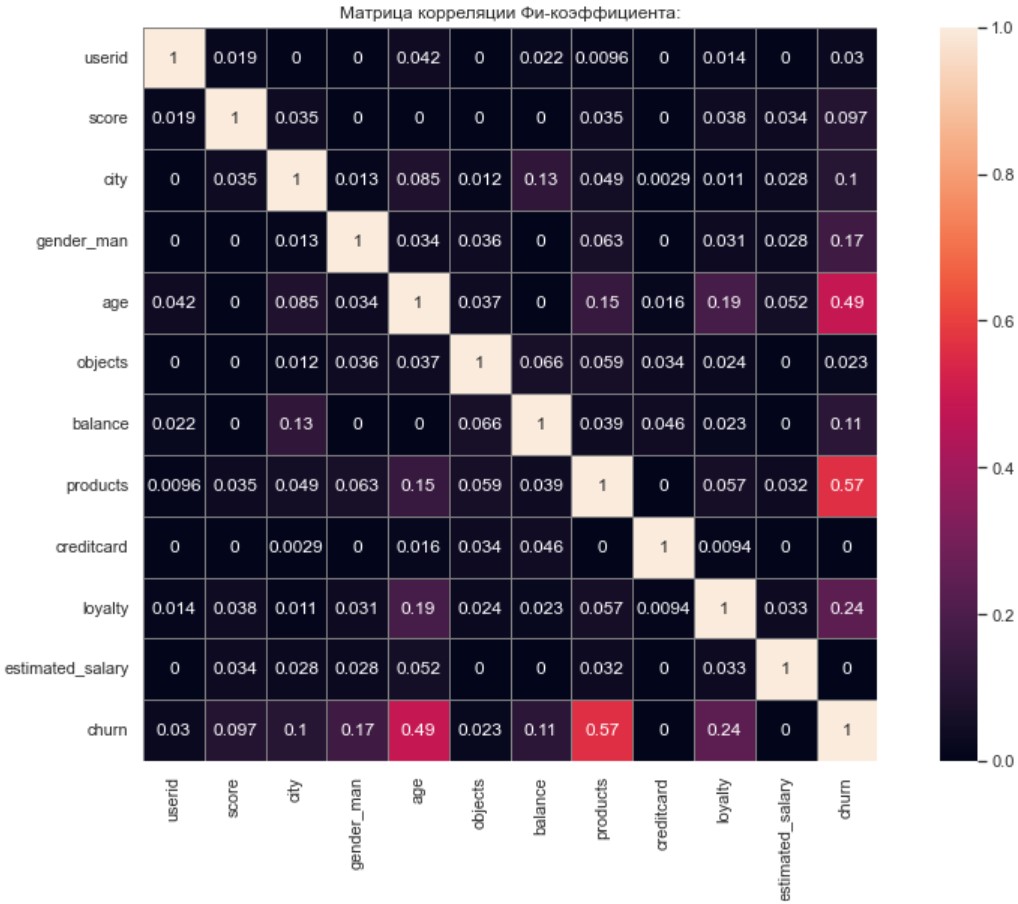 Матрица корреляции Фи-коэффициента:
userid 1 0.019 0 0 0.042 0 0.022 0.0096 0 0.014 0 0.03
score 0.019 1 0.035 0 0 0 0 0.035 0 0.038 0.034 0.097
city 0 0.035 1 0.013 0.085 0.012 0.13 0.049 0.0029 0.011 0.028 0.1
gender_man 0 0 0.013 1 0.034 0.036 0 0.063 0 0.031 0.028 0.17
age 0.042 0 0.085 0.034 1 0.037 0 0.15 0.016 0.19 0.052 0.49
objects 0 0 0.012 0.036 0.037 1 0.066 0.059 0.034 0.024 0 0.023
balance 0.022 0 0.13 0 0 0.066 1 0.039 0.046 0.023 0 0.11
products 0.0096 0.035 0.049 0.063 0.15 0.059 0.039 1 0 0.057 0.032 0.57
creditcard 0 0 0.0029 0 0.016 0.034 0.046 0 1 0.0094 0 0
loyalty 0.014 0.038 0.011 0.031 0.19 0.024 0.023 0.057 0.0094 1 0.033 0.24
estimated_salary 0 0.034 0.028 0.028 0.052 0 0 0.032 0 0.033 1 0
churn 0.03 0.097 0.1 0.17 0.49 0.023 0.11 0.57 0 0.24 0 1
userid score city gender_man age objects balance products creditcard loyalty estimated_salary churn
1.0
0.8
0.6
0.4
0.2
0.0